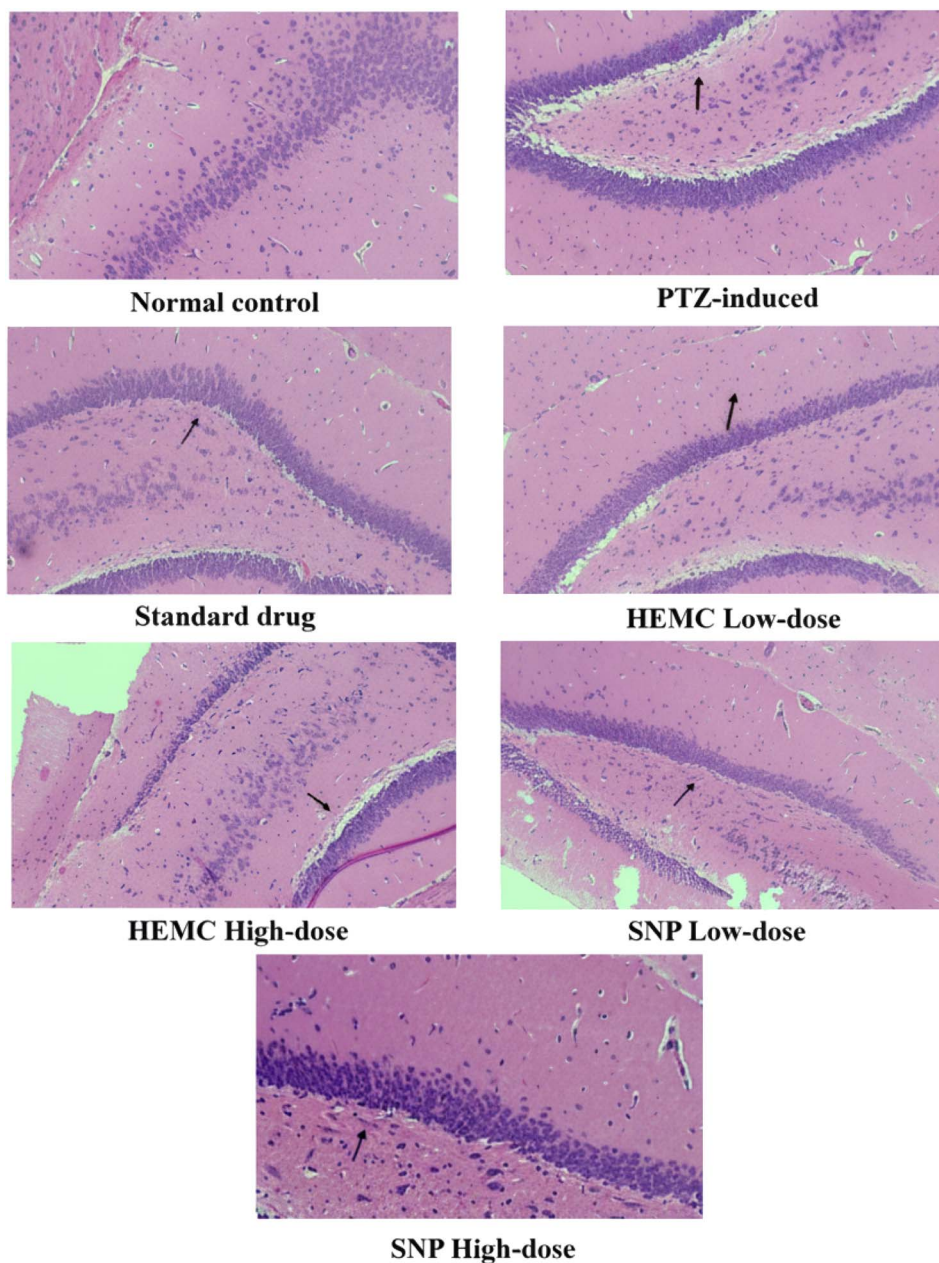 Normal control
PTZ-induced
Standard drug
HEMC Low-dose
HEMC High-dose
SNP Low-dose
SNP High-dose